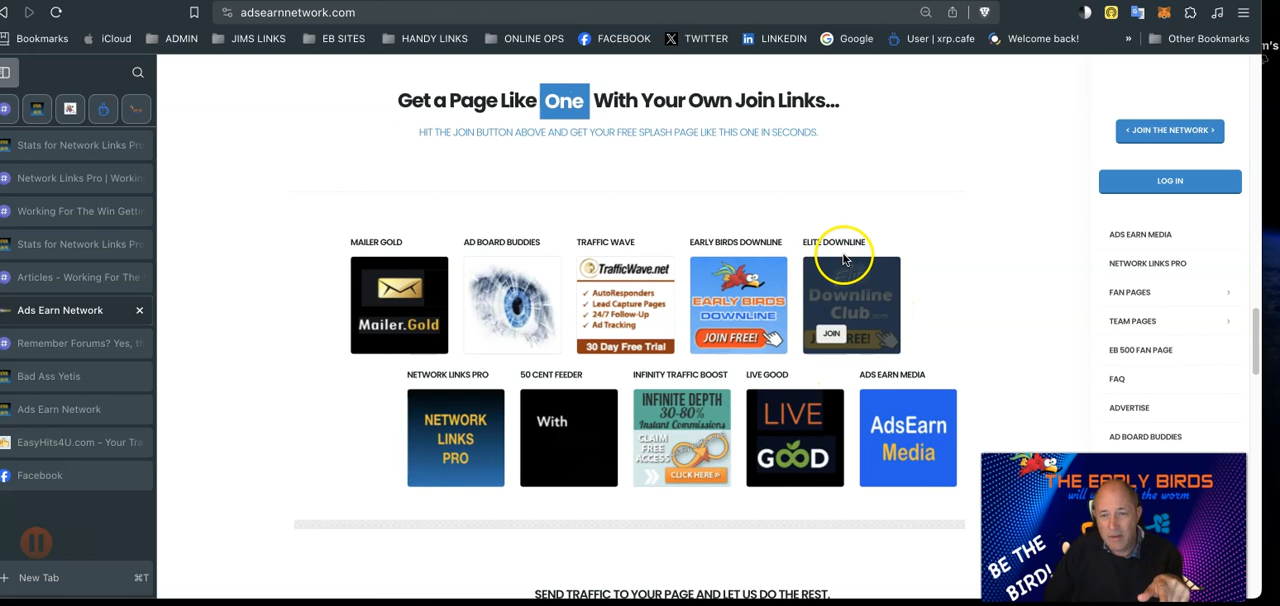 adsearnnetwork.com
Bookmarks iCloud ADMIN JIMS LINKS EB SITES HANDY LINKS ONLINE OPS FACEBOOK TWITTER LINKEDIN Google User | xrp.cafe Welcome back! » Other Bookmarks
Stats for Network Links Pr
Network Links Pro | Workin
Working For The Win Getti
Stats for Network Links Pr
Articles - Working For The
Ads Earn Network
Remember Forums? Yes, t
Bad Ass Yetis
Ads Earn Network
EasyHits4U.com - Your Tra
Facebook
New Tab ⌘T
Get a Page Like One With Your Own Join Links...
HIT THE JOIN BUTTON ABOVE AND GET YOUR FREE SPLASH PAGE LIKE THIS ONE IN SECONDS.
MAILER GOLD AD BOARD BUDDIES TRAFFIC WAVE EARLY BIRDS DOWNLINE ELITE DOWNLINE
Mailer.Gold
TrafficWave.net
AutoResponders
Lead Capture Pages
24/7 Follow-Up
Ad Tracking
30 Day Free Trial
EARLY BIRDS
DOWNLINE
JOIN FREE!
Elite
Downline
Club.com
JOIN
NETWORK LINKS PRO 50 CENT FEEDER INFINITY TRAFFIC BOOST LIVE GOOD ADS EARN MEDIA
NETWORK
LINKS
PRO
With
INFINITE DEPTH
30-80%
Instant Commissions
CLAIM
FREE
ACCESS
CLICK HERE >>
LIVE
GOOD
AdsEarn
Media
SEND TRAFFIC TO YOUR PAGE AND LET US DO THE REST.
< JOIN THE NETWORK >
LOG IN
ADS EARN MEDIA
NETWORK LINKS PRO
FAN PAGES
TEAM PAGES
EB 500 FAN PAGE
FAQ
ADVERTISE
AD BOARD BUDDIES
THE EARLY BIRDS
BE THE
BIRD!